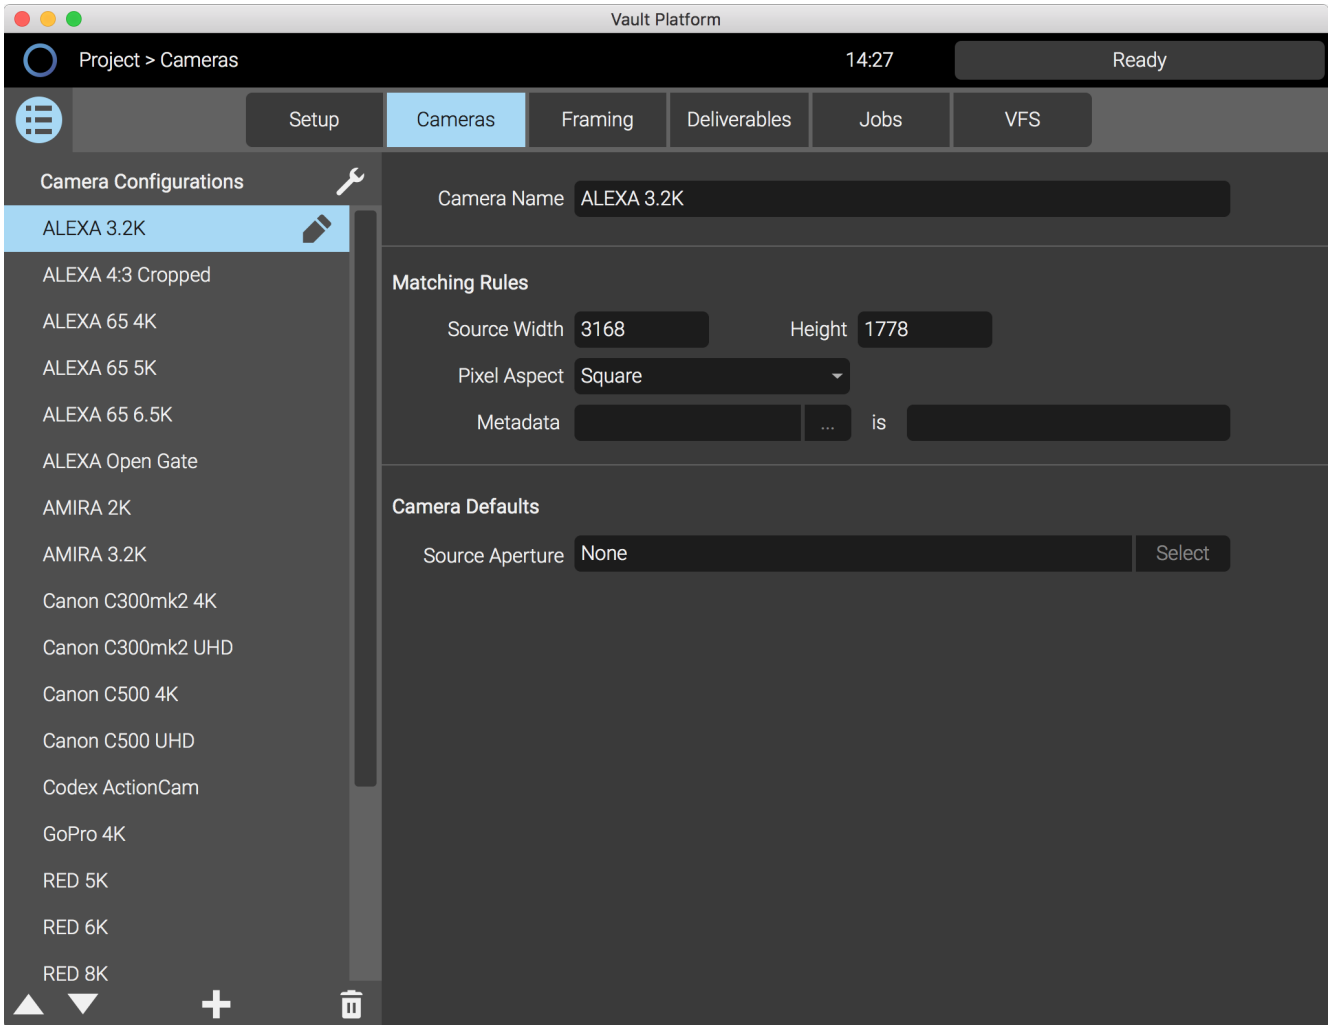 Vault Platform
Project > Cameras
14:27
Ready
Setup
Cameras
Framing
Deliverables
Jobs
VFS
Camera Configurations
ALEXA 3.2K
ALEXA 4:3 Cropped
ALEXA 65 4K
ALEXA 65 5K
ALEXA 65 6.5K
ALEXA Open Gate
AMIRA 2K
AMIRA 3.2K
Canon C300mk2 4K
Canon C300mk2 UHD
Canon C500 4K
Canon C500 UHD
Codex ActionCam
GoPro 4K
RED 5K
RED 6K
RED 8K
Camera Name ALEXA 3.2K
Matching Rules
Source Width 3168 Height 1778
Pixel Aspect Square
Metadata ... is
Camera Defaults
Source Aperture None Select